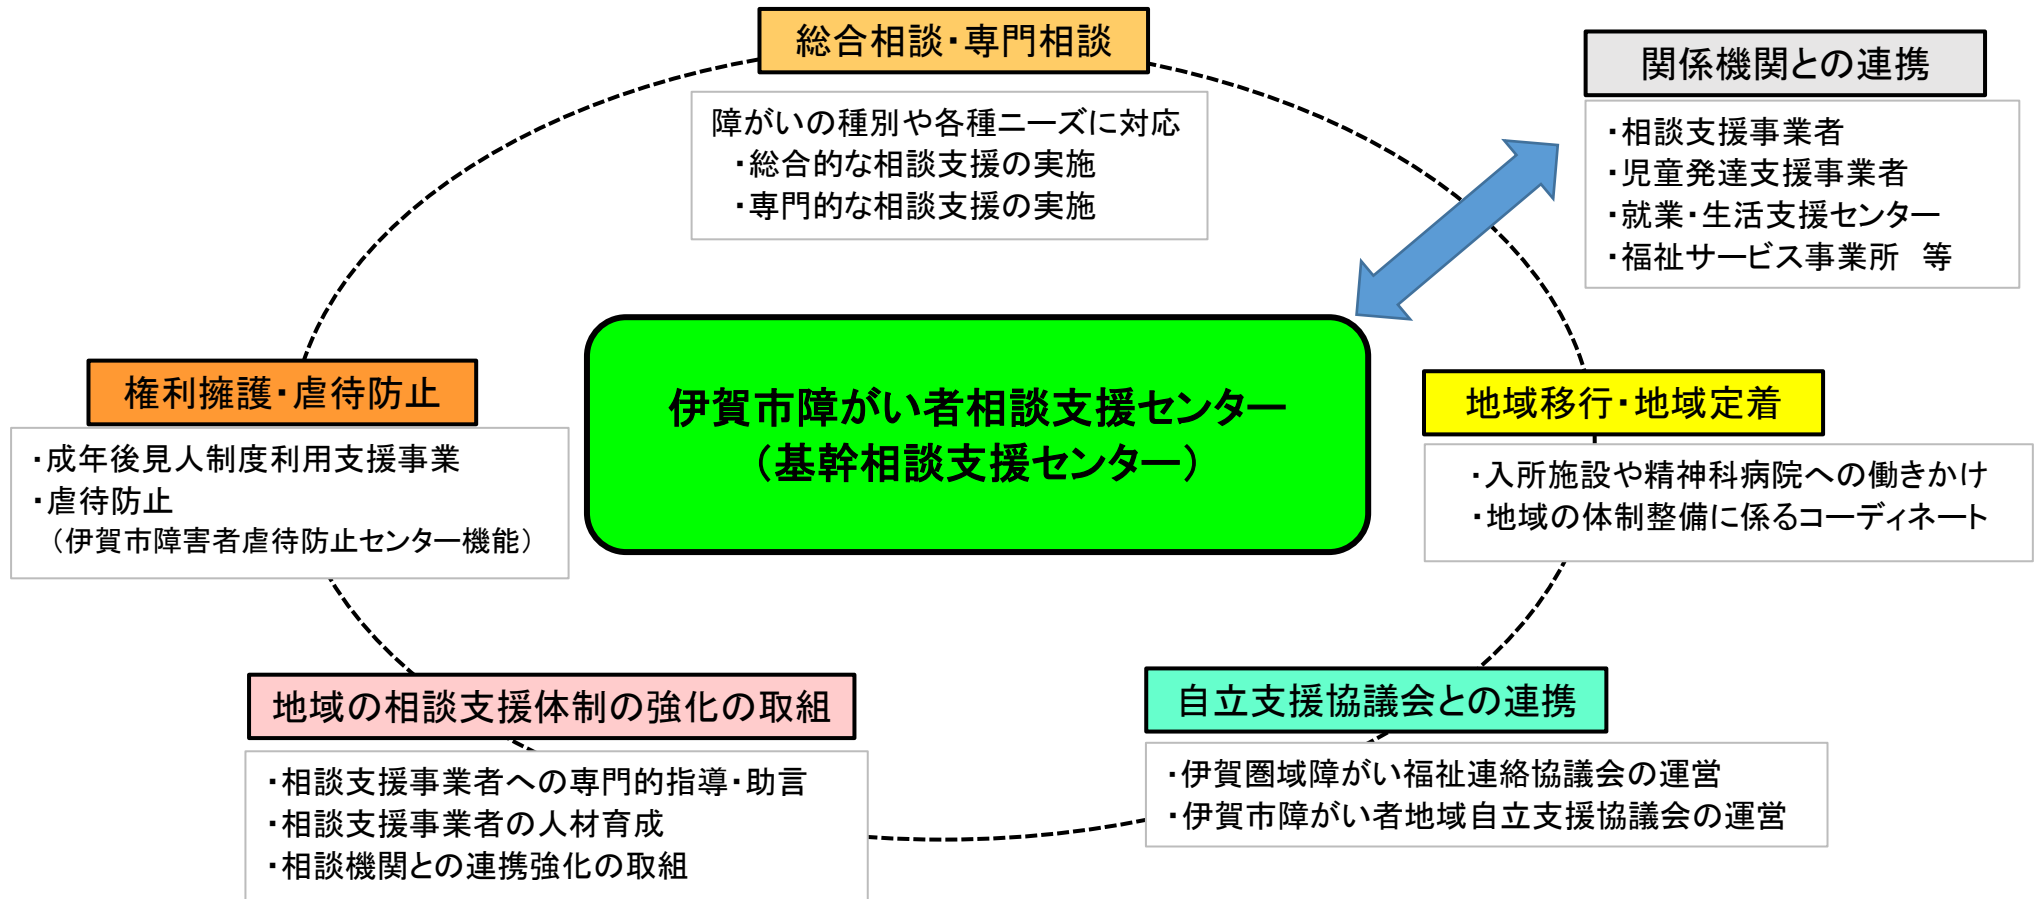 総合相談・専門相談
障がいの種別や各種ニーズに対応
・総合的な相談支援の実施
・専門的な相談支援の実施
関係機関との連携
・相談支援事業者
・児童発達支援事業者
・就業・生活支援センター
・福祉サービス事業所　等
伊賀市障がい者相談支援センター
（基幹相談支援センター）
権利擁護・虐待防止
・成年後見人制度利用支援事業
・虐待防止
（伊賀市障害者虐待防止センター機能）
地域移行・地域定着
・入所施設や精神科病院への働きかけ
・地域の体制整備に係るコーディネート
地域の相談支援体制の強化の取組
・相談支援事業者への専門的指導・助言
・相談支援事業者の人材育成
・相談機関との連携強化の取組
自立支援協議会との連携
・伊賀圏域障がい福祉連絡協議会の運営
・伊賀市障がい者地域自立支援協議会の運営